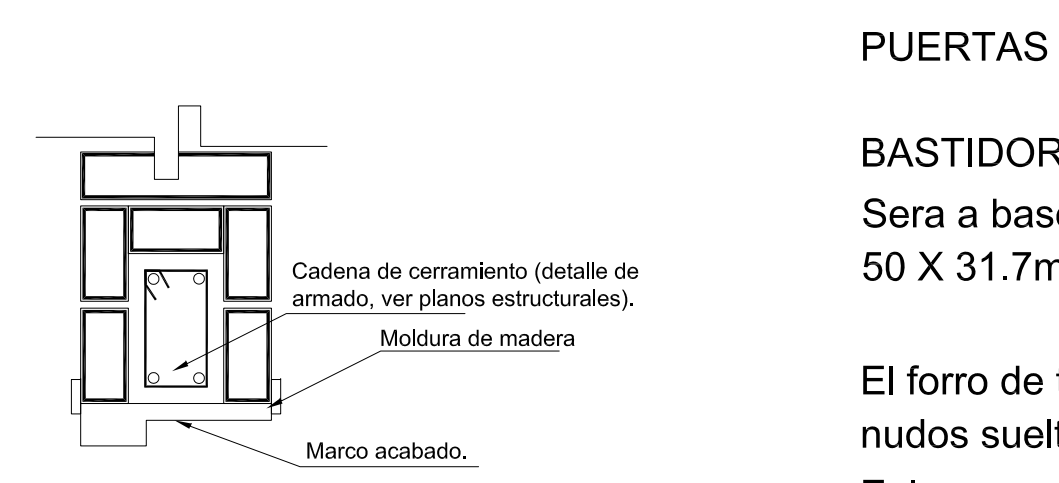 Cadena de cerramiento (detalle de
armado, ver planos estructurales).
Moldura de madera
Marco acabado.
PUERTAS
BASTIDOR
Sera a bas
50 X 31.7m
El forro de
nudos suel